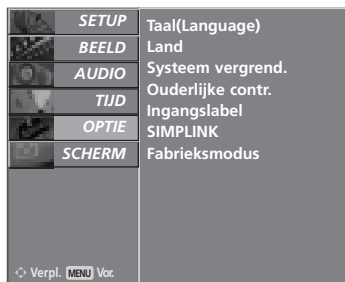 SETUP
BEELD
AUDIO
TIJD
OPTIE
SCHERM
Taal(Language)
Land
Systeem vergrend.
Ouderlijke contr.
Ingangslabel
SIMPLINK
Fabrieksmodus
Verpl. MENU Vor.